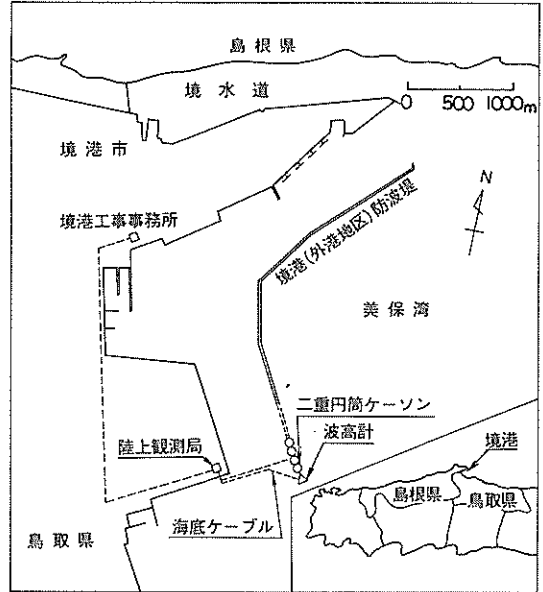 島根県
境水道
0 500 1000m
境港市
N
境港工事事務所
境港(外港地区)防波堤
美保湾
二重円筒ケーソン
波高計
境港
陸上観測局
島根県
鳥取県
海底ケーブル
鳥取県